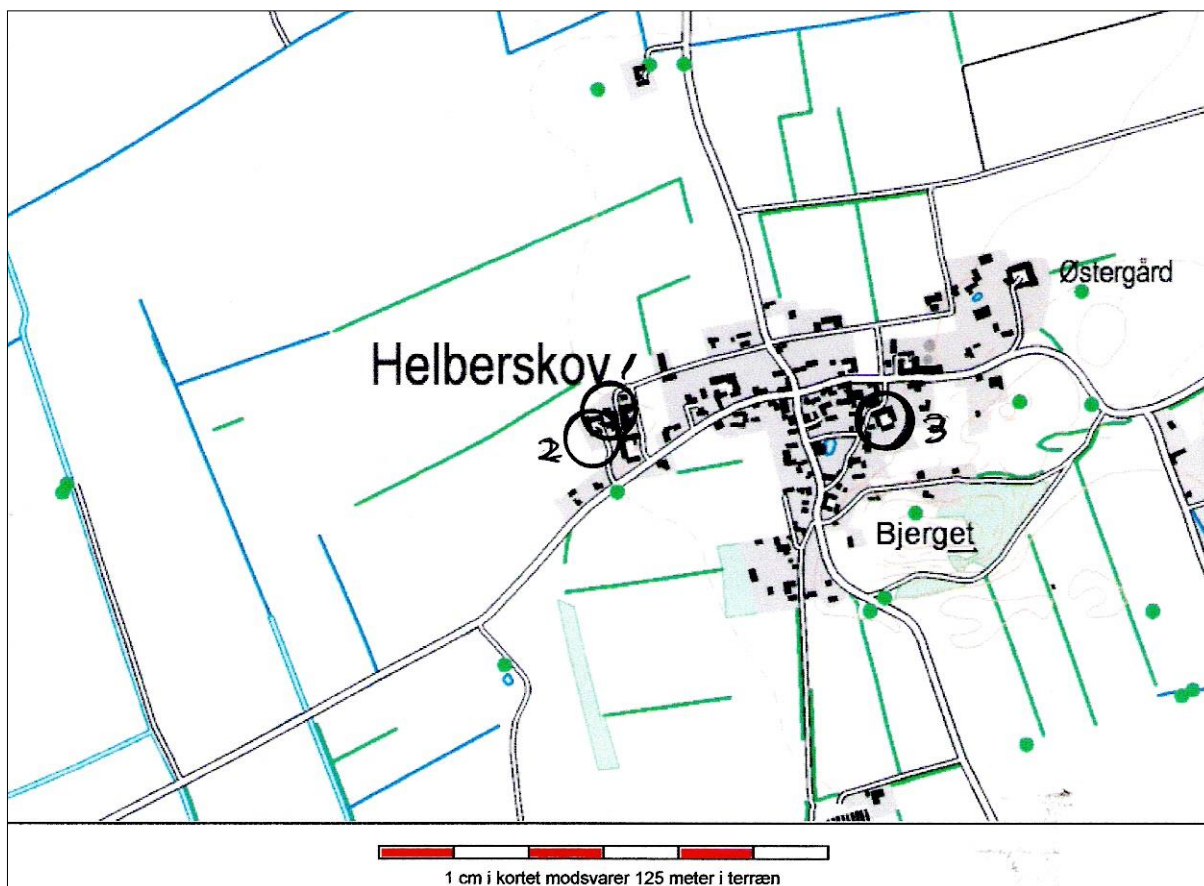 Østergård
Helberskov 1
2
3
Bjerget
1 cm i kortet modsvarer 125 meter i terræn